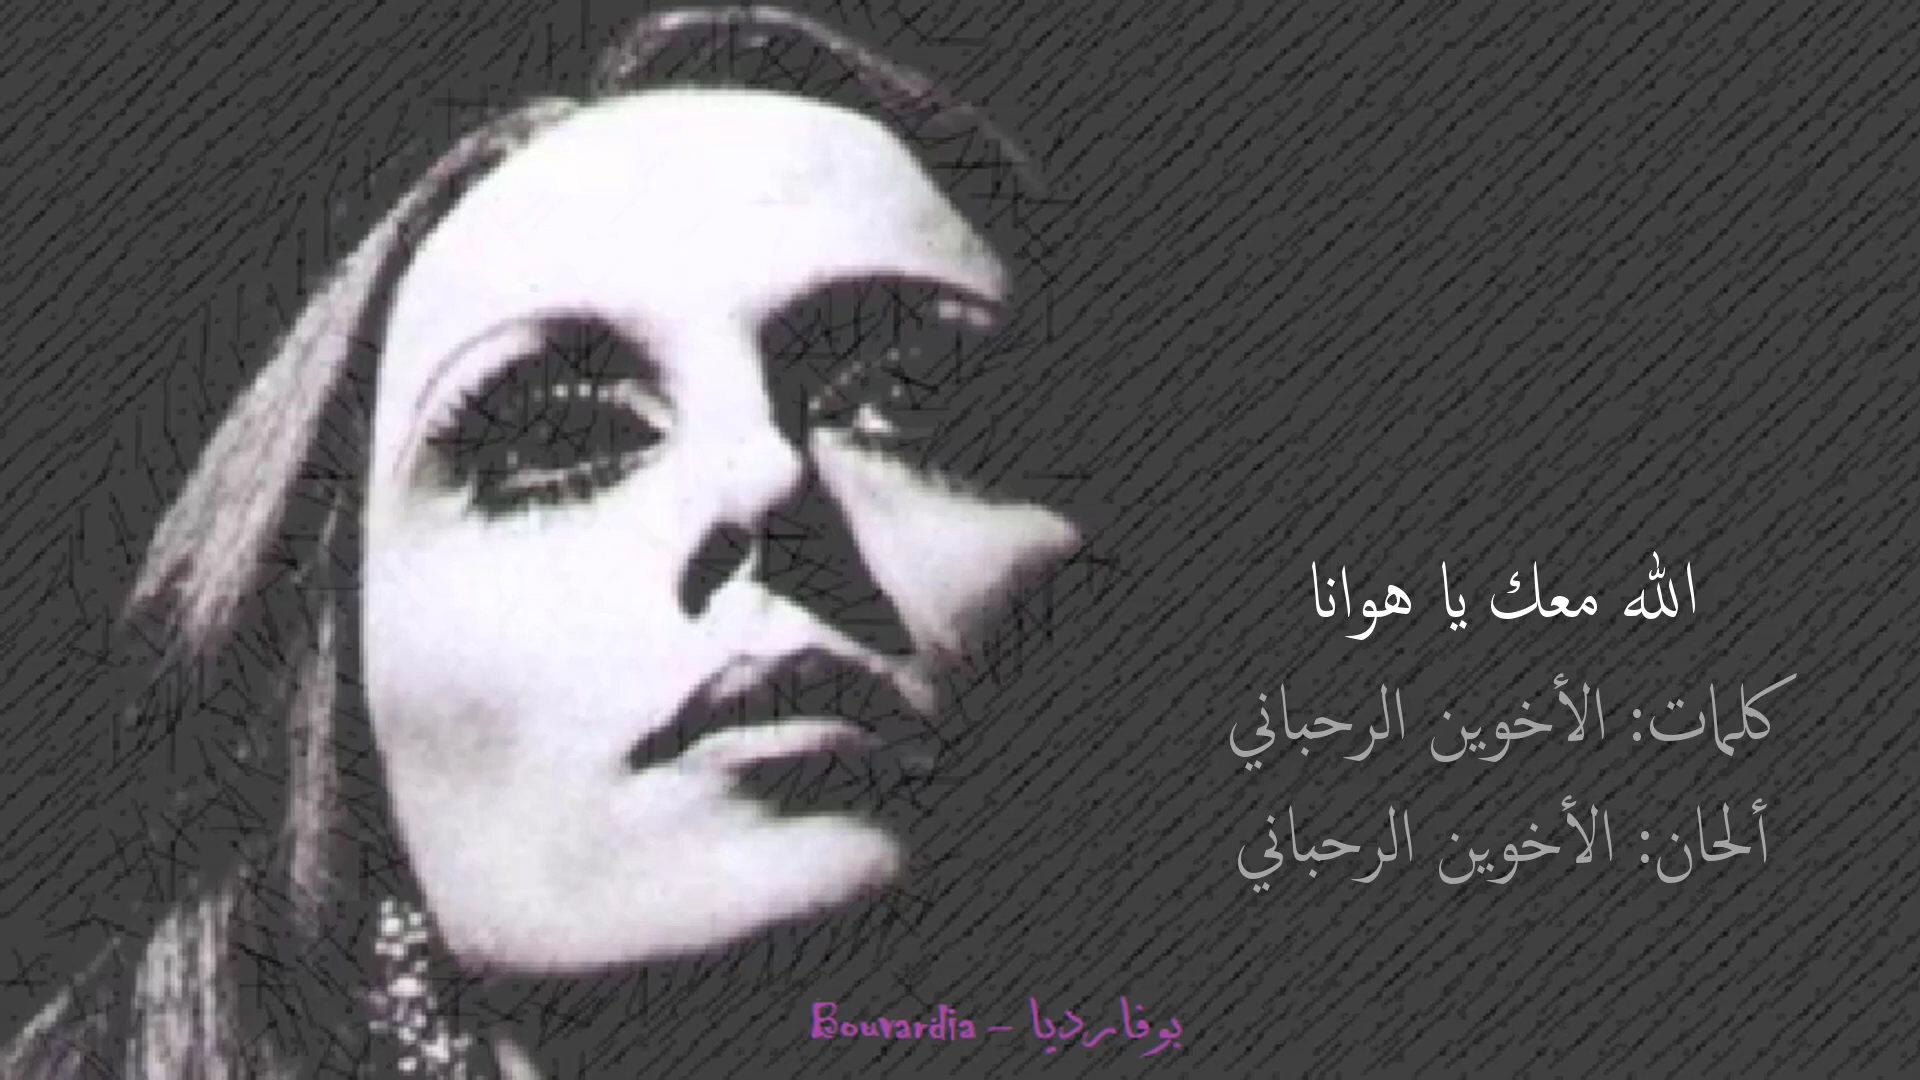 الله معك يا هوانا
كلمات: الأخوين الرحباني
ألحان: الأخوين الرحباني
Bouvardia - بوفارديا